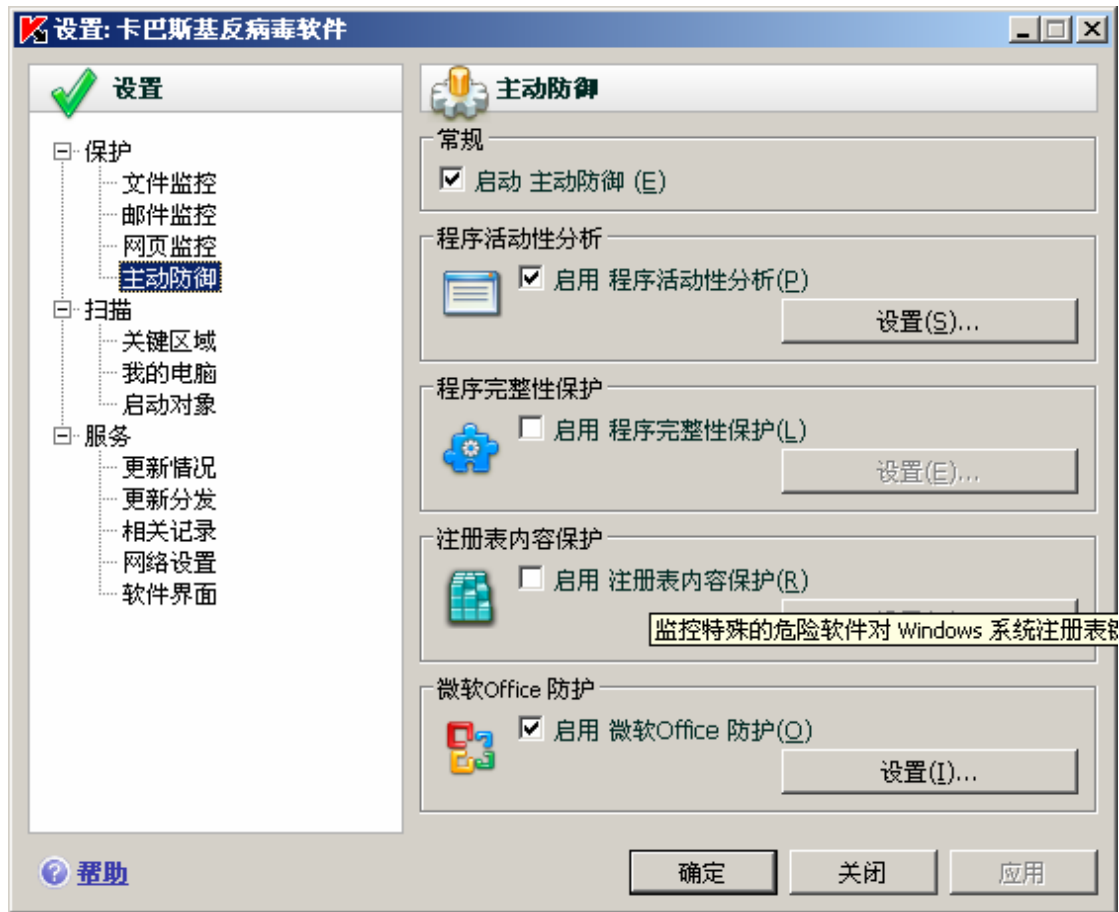 设置: 卡巴斯基反病毒软件
设置
保护
文件监控
邮件监控
网页监控
主动防御
扫描
关键区域
我的电脑
启动对象
服务
更新情况
更新分发
相关记录
网络设置
软件界面
主动防御
常规
启动 主动防御 (E)
程序活动性分析
启用 程序活动性分析(P)
设置(S)...
程序完整性保护
启用 程序完整性保护(L)
设置(E)...
注册表内容保护
启用 注册表内容保护(R)
监控特殊的危险软件对 Windows 系统注册表
微软Office 防护
启用 微软Office 防护(O)
设置(I)...
帮助
确定
关闭
应用